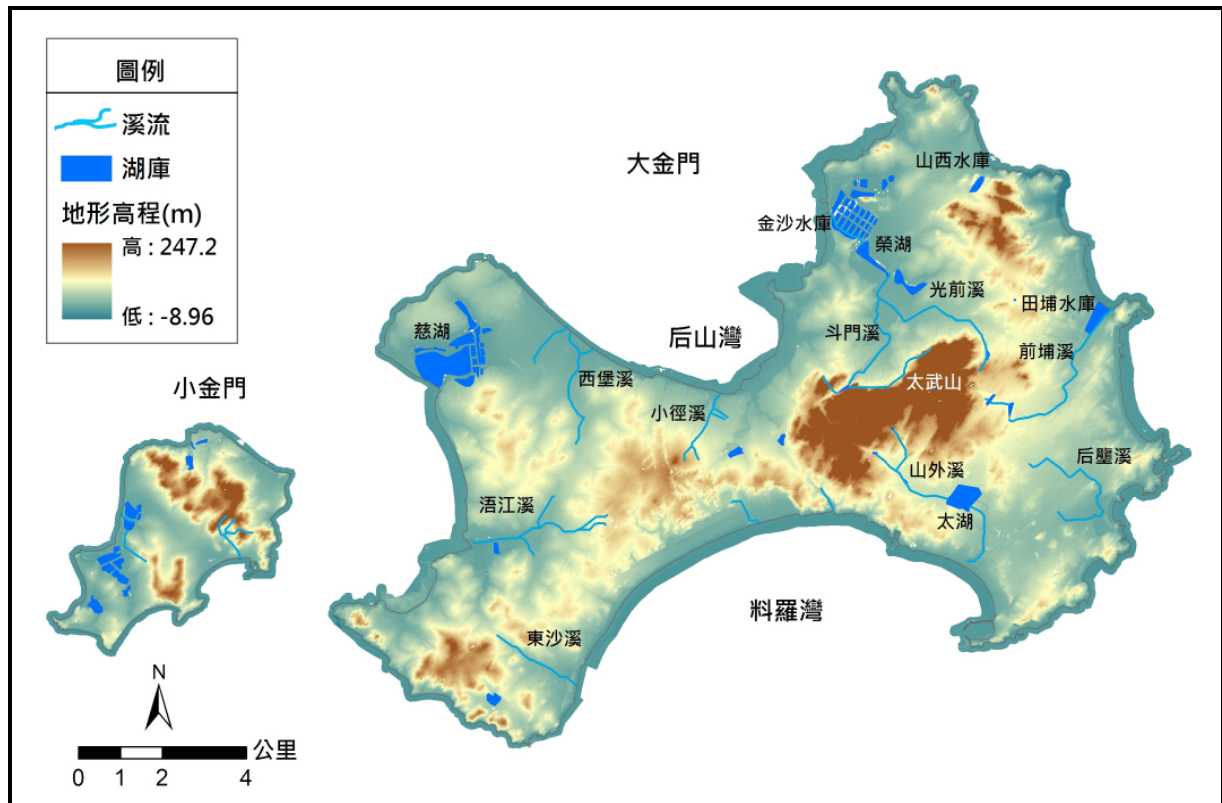 圖例
溪流
湖庫
地形高程(m)
高 : 247.2
低 : -8.96
大金門
小金門
山西水庫
金沙水庫
榮湖
光前溪
田埔水庫
慈湖
后山灣
斗門溪
前埔溪
西堡溪
太武山
小徑溪
山外溪
后壟溪
浯江溪
太湖
料羅灣
東沙溪
N
公里
0 1 2 4